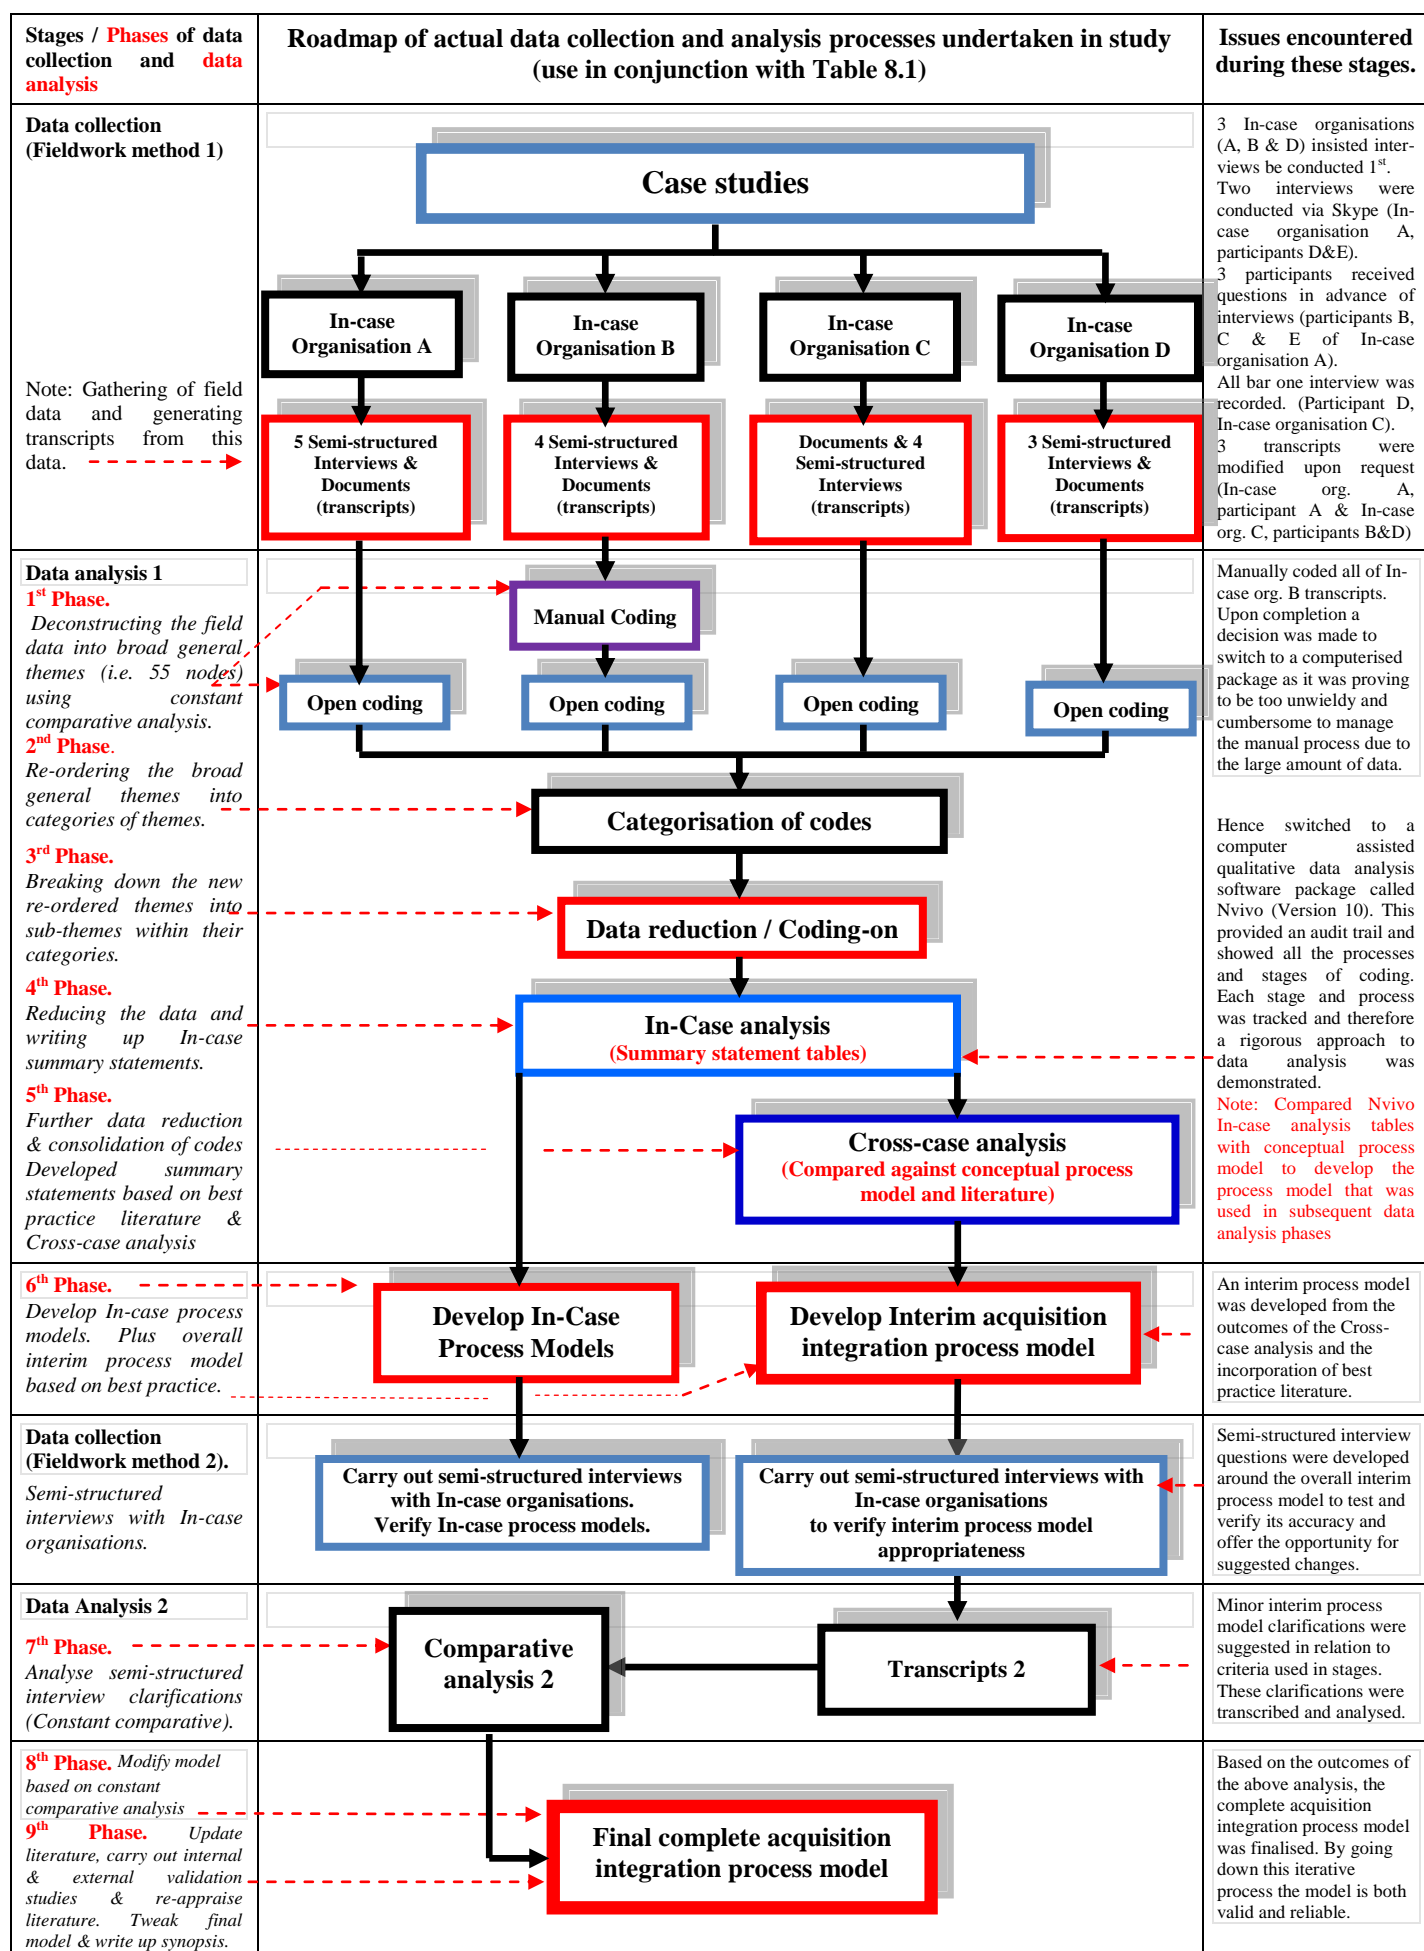 Stages / Phases of data
collection and data
analysis
Roadmap of actual data collection and analysis processes undertaken in study
(use in conjunction with Table 8.1)
Issues encountered
during these stages.
Data collection
(Fieldwork method 1)
Note: Gathering of field
data and generating
transcripts from this
data.
Case studies
In-case
Organisation A
In-case
Organisation B
In-case
Organisation C
In-case
Organisation D
5 Semi-structured
Interviews &
Documents
(transcripts)
4 Semi-structured
Interviews &
Documents
(transcripts)
Documents & 4
Semi-structured
Interviews
(transcripts)
3 Semi-structured
Interviews &
Documents
(transcripts)
3 In-case organisations
(A, B & D) insisted inter-
views be conducted 1st.
Two interviews were
conducted via Skype (In-
case organisation A,
participants D&E).
3 participants received
questions in advance of
interviews (participants B,
C & E of In-case
organisation A).
All bar one interview was
recorded. (Participant D,
In-case organisation C).
3 transcripts were
modified upon request
(In-case org. A,
participant A & In-case
org. C, participants B&D)
Data analysis 1
1st Phase.
Deconstructing the field
data into broad general
themes (i.e. 55 nodes)
using constant
comparative analysis.
2nd Phase.
Re-ordering the broad
general themes into
categories of themes.
3rd Phase.
Breaking down the new
re-ordered themes into
sub-themes within their
categories.
4th Phase.
Reducing the data and
writing up In-case
summary statements.
5th Phase.
Further data reduction
& consolidation of codes
Developed summary
statements based on best
practice literature &
Cross-case analysis
Manual Coding
Open coding
Open coding
Open coding
Open coding
Categorisation of codes
Data reduction / Coding-on
In-Case analysis
(Summary statement tables)
Cross-case analysis
(Compared against conceptual process
model and literature)
Manually coded all of In-
case org. B transcripts.
Upon completion a
decision was made to
switch to a computerised
package as it was proving
to be too unwieldy and
cumbersome to manage
the manual process due to
the large amount of data.
Hence switched to a
computer assisted
qualitative data analysis
software package called
Nvivo (Version 10). This
provided an audit trail and
showed all the processes
and stages of coding.
Each stage and process
was tracked and therefore
a rigorous approach to
data analysis was
demonstrated.
Note: Compared Nvivo
In-case analysis tables
with conceptual process
model to develop the
process model that was
used in subsequent data
analysis phases
6th Phase.
Develop In-case process
models. Plus overall
interim process model
based on best practice.
Develop In-Case
Process Models
Develop Interim acquisition
integration process model
An interim process model
was developed from the
outcomes of the Cross-
case analysis and the
incorporation of best
practice literature.
Data collection
(Fieldwork method 2).
Semi-structured
interviews with In-case
organisations.
Carry out semi-structured interviews
with In-case organisations.
Verify In-case process models.
Carry out semi-structured interviews with
In-case organisations
to verify interim process model
appropriateness
Semi-structured interview
questions were developed
around the overall interim
process model to test and
verify its accuracy and
offer the opportunity for
suggested changes.
Data Analysis 2
7th Phase.
Analyse semi-structured
interview clarifications
(Constant comparative).
Comparative
analysis 2
Transcripts 2
Minor interim process
model clarifications were
suggested in relation to
criteria used in stages.
These clarifications were
transcribed and analysed.
8th Phase. Modify model
based on constant
comparative analysis
9th Phase. Update
literature, carry out internal
& external validation
studies & re-appraise
literature. Tweak final
model & write up synopsis.
Final complete acquisition
integration process model
Based on the outcomes of
the above analysis, the
complete acquisition
integration process model
was finalised. By going
down this iterative
process the model is both
valid and reliable.